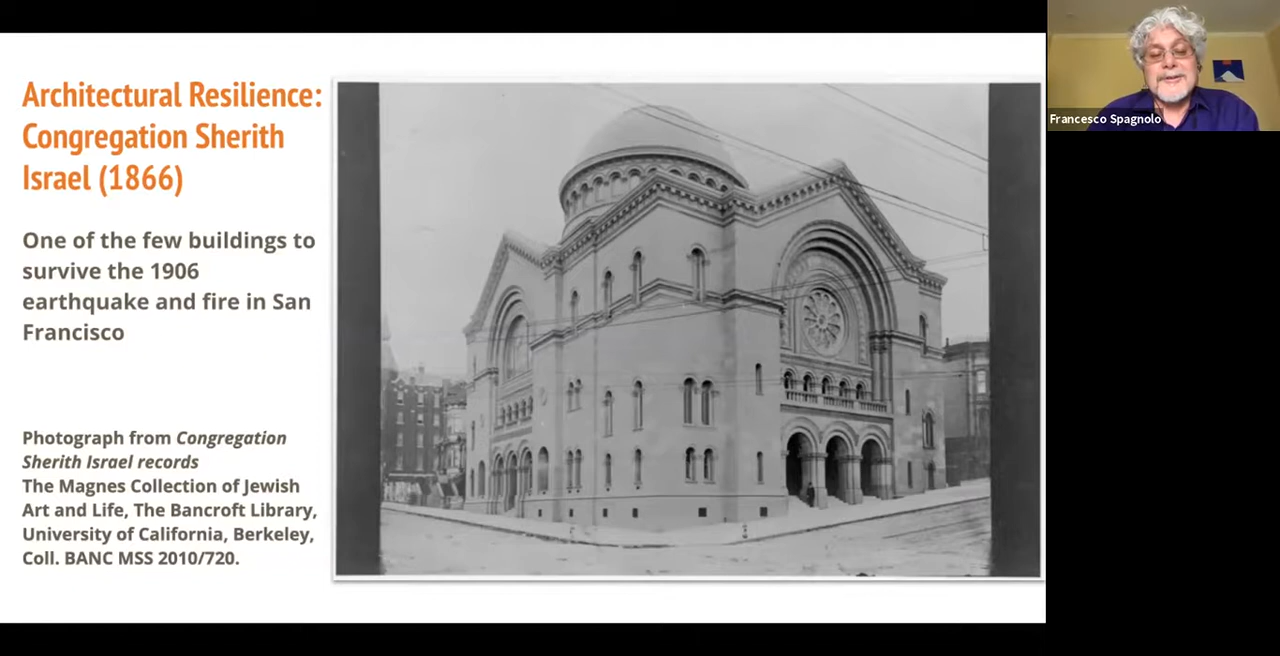 Architectural Resilience:
Congregation Sherith
Israel (1866)
One of the few buildings to
survive the 1906
earthquake and fire in San
Francisco
Photograph from Congregation
Sherith Israel records
The Magnes Collection of Jewish
Art and Life, The Bancroft Library,
University of California, Berkeley,
Coll. BANC MSS 2010/720.
Francesco Spagnolo